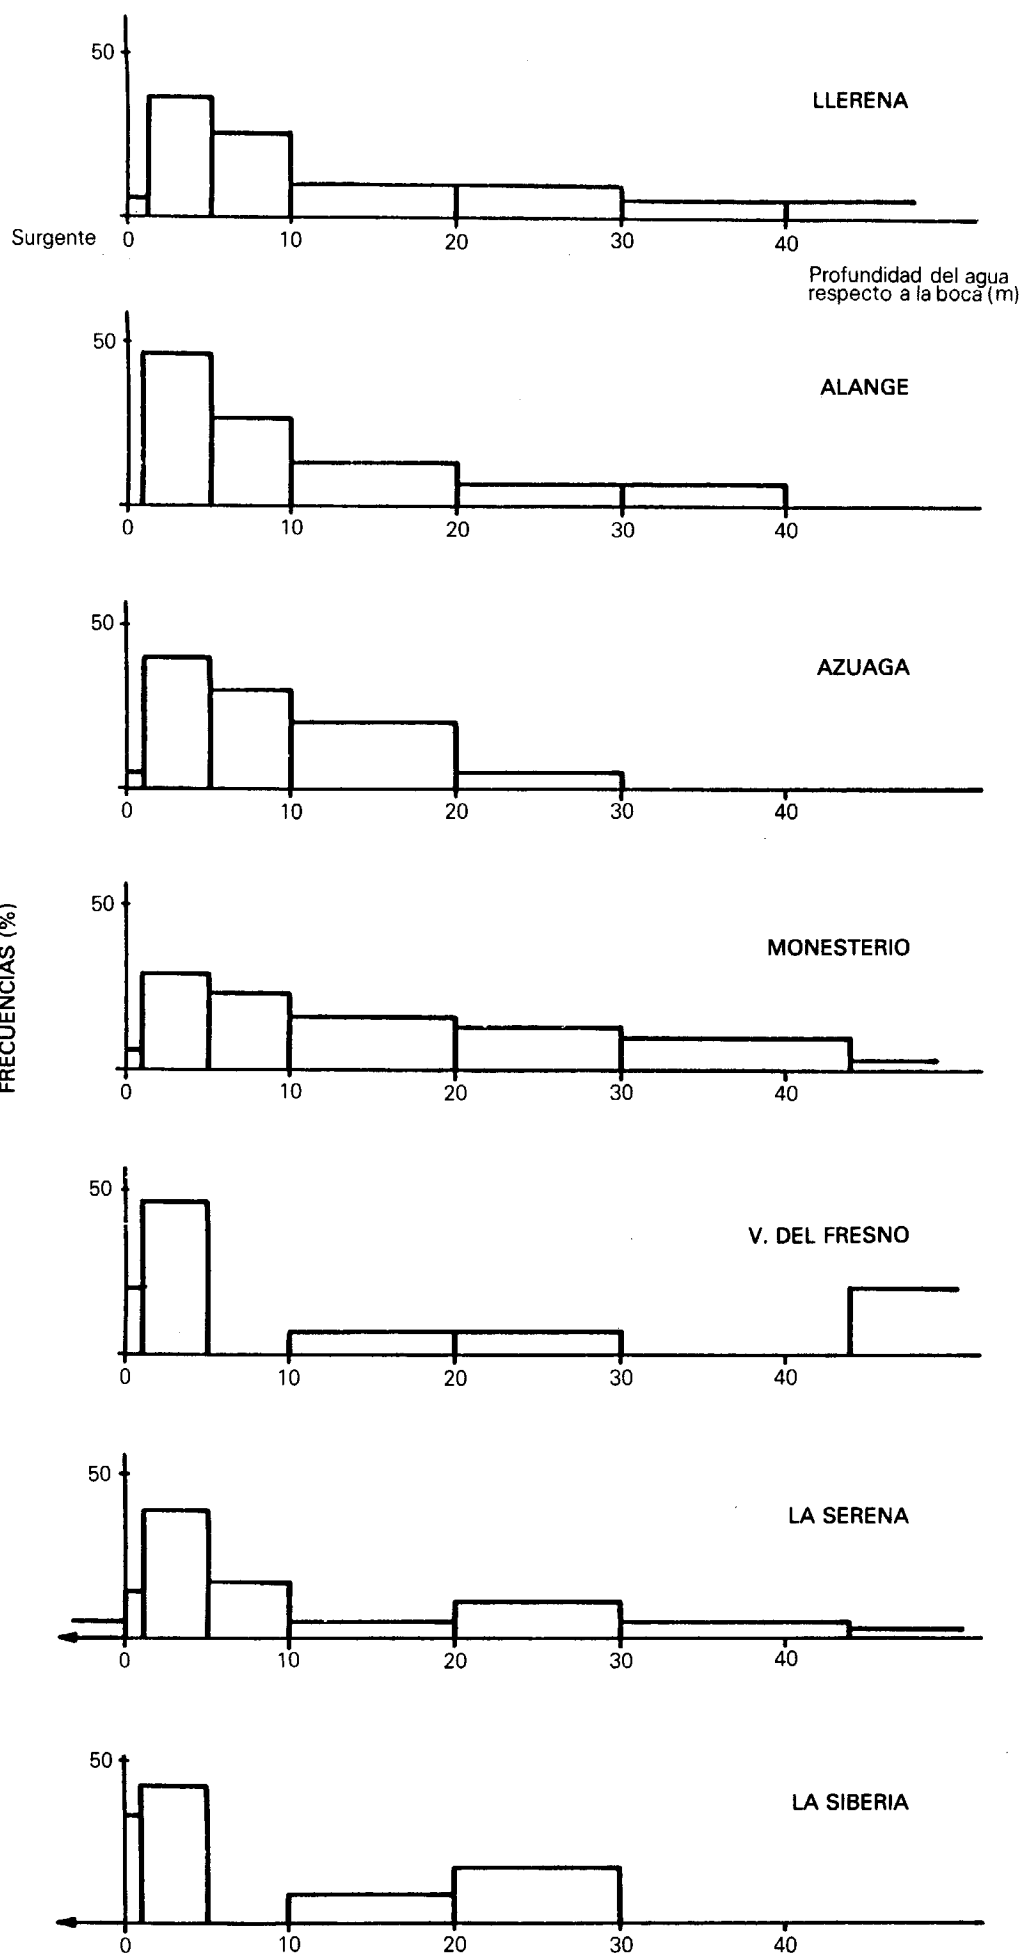 50
LLERENA
Surgente 0 10 20 30 40
Profundidad del agua
respecto a la boca (m)
50
ALANGE
0 10 20 30 40
50
AZUAGA
0 10 20 30 40
FRECUENCIAS (%)
50
MONESTERIO
0 10 20 30 40
50
V. DEL FRESNO
0 10 20 30 40
50
LA SERENA
0 10 20 30 40
50
LA SIBERIA
0 10 20 30 40